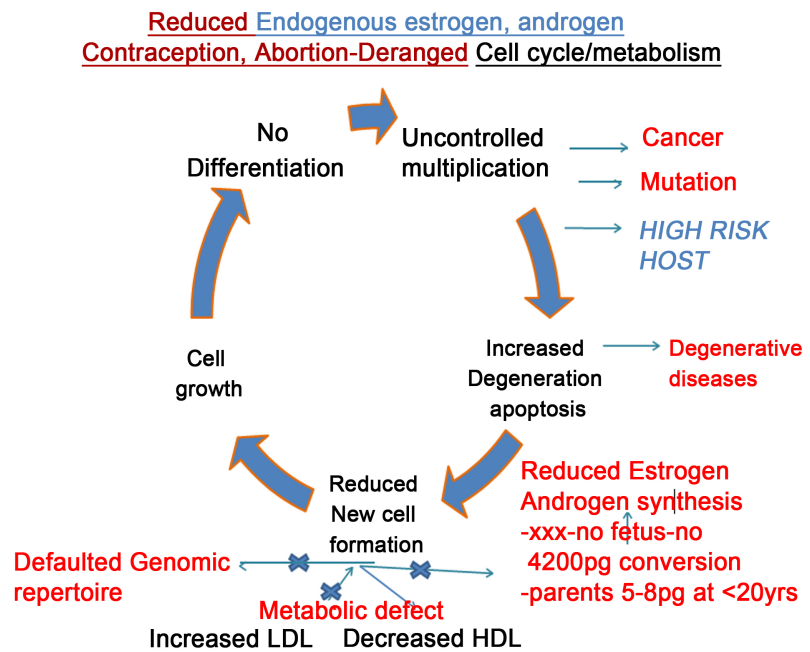 Reduced Endogenous estrogen, androgen
Contraception, Abortion-Deranged Cell cycle/metabolism
No
Differentiation
Uncontrolled
multiplication
Cancer
Mutation
HIGH RISK
HOST
Increased
Degeneration
apoptosis
Degenerative
diseases
Cell
growth
Reduced
New cell
formation
Reduced Estrogen
Androgen synthesis
-xxx-no fetus-no
4200pg conversion
-parents 5-8pg at <20yrs
Defaulted Genomic
repertoire
Metabolic defect
Increased LDL
Decreased HDL